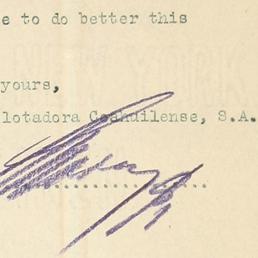 to do better this
yours,
lotadora Coahuilense, S.A.